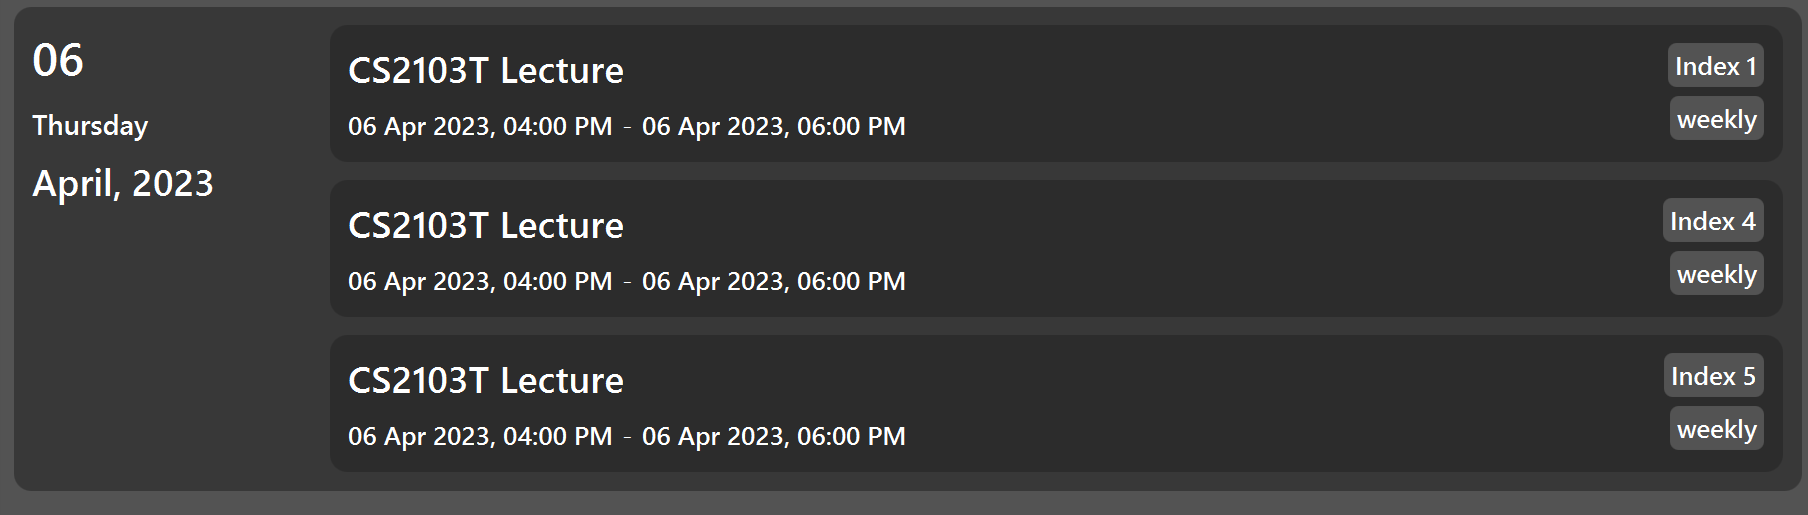 06
Thursday
April, 2023
CS2103T Lecture
06 Apr 2023, 04:00 PM - 06 Apr 2023, 06:00 PM
Index 1
weekly
CS2103T Lecture
06 Apr 2023, 04:00 PM - 06 Apr 2023, 06:00 PM
Index 4
weekly
CS2103T Lecture
06 Apr 2023, 04:00 PM - 06 Apr 2023, 06:00 PM
Index 5
weekly